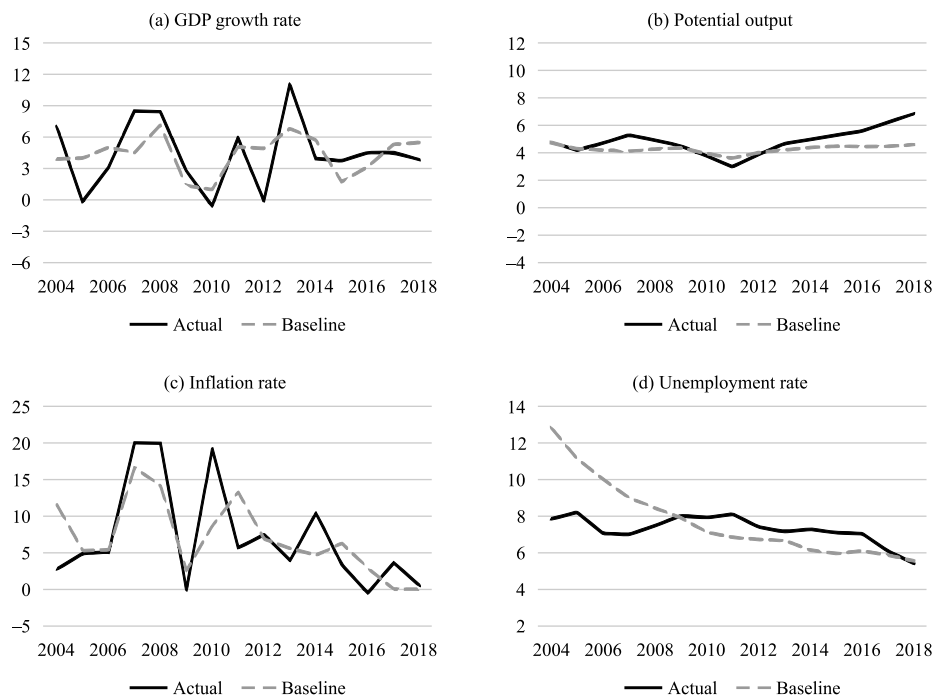 (a) GDP growth rate
15
12
9
6
3
0
–3
–6
2004 2006 2008 2010 2012 2014 2016 2018
Actual Baseline
(b) Potential output
12
10
8
6
4
2
0
–2
–4
2004 2006 2008 2010 2012 2014 2016 2018
Actual Baseline
(c) Inflation rate
25
20
15
10
5
0
–5
2004 2006 2008 2010 2012 2014 2016 2018
Actual Baseline
(d) Unemployment rate
14
12
10
8
6
4
2
2004 2006 2008 2010 2012 2014 2016 2018
Actual Baseline